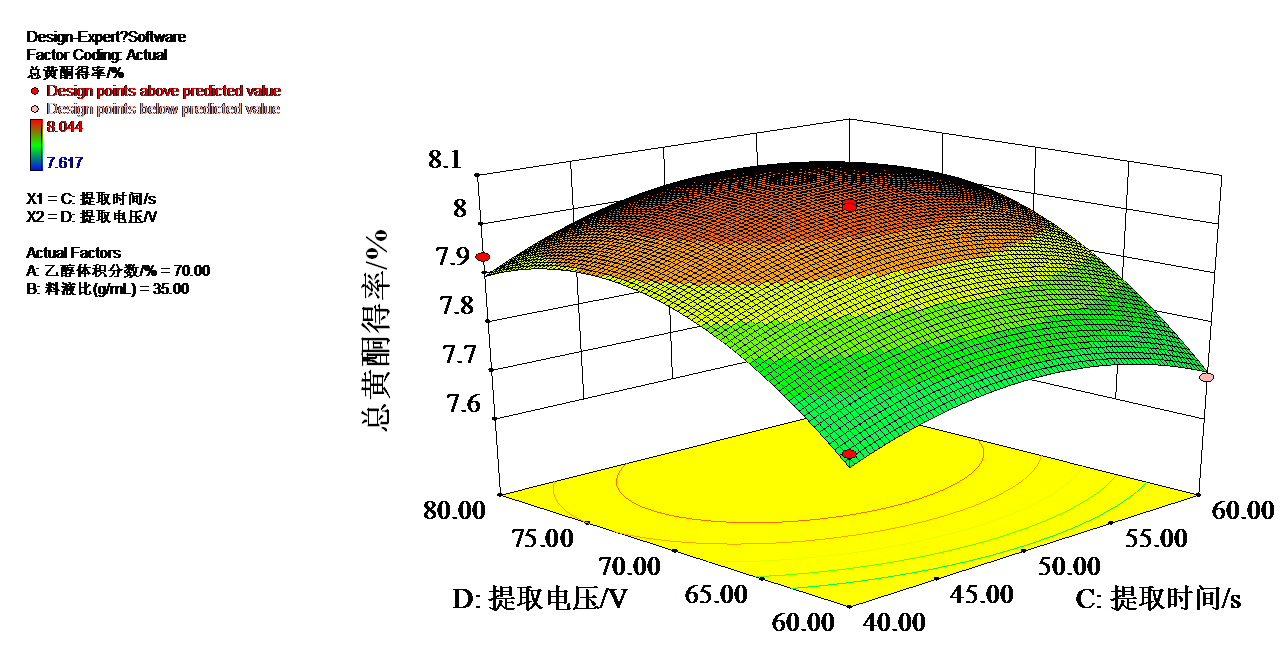 Design-Expert?Software
Factor Coding: Actual
总黄酮得率/%
Design points above predicted value
Design points below predicted value
8.044
7.617
X1 = C: 提取时间/s
X2 = D: 提取电压/V
Actual Factors
A: 乙醇体积分数/% = 70.00
B: 料液比(g/mL) = 35.00
8.1
8
7.9
7.8
7.7
7.6
总黄酮得率/%
80.00
75.00
70.00
65.00
60.00
D: 提取电压/V
40.00
45.00
50.00
55.00
60.00
C: 提取时间/s